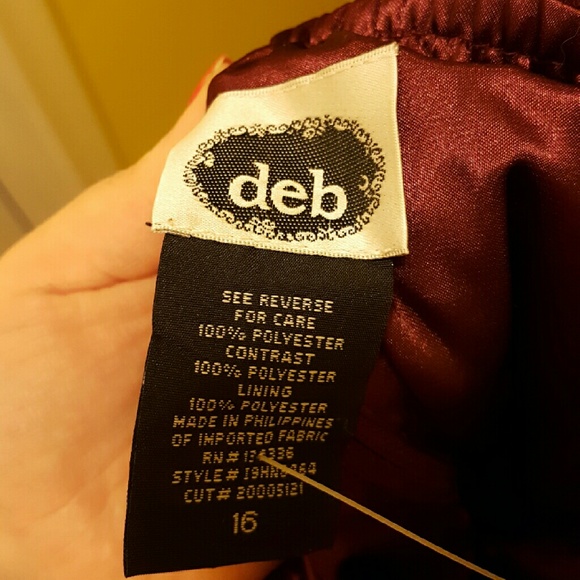 deb
SEE REVERSE
FOR CARE
100% POLYESTER
CONTRAST
100% POLYESTER
LINING
100% POLYESTER
MADE IN PHILIPPINES
OF IMPORTED FABRIC
RN#
STYLE#
CUT# 20005121
16